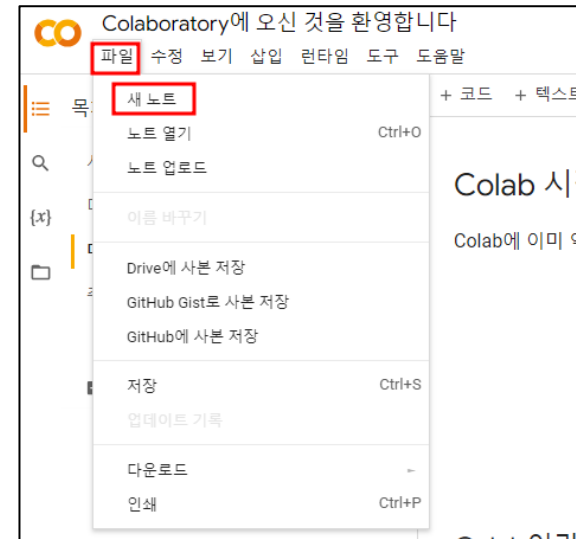 Colaboratory에 오신 것을 환영합니다
파일 수정 보기 삽입 런타임 도구 도움말
+ 코드 + 텍스트
새 노트
노트 열기 Ctrl+O
노트 업로드
이름 바꾸기
Drive에 사본 저장
GitHub Gist로 사본 저장
GitHub에 사본 저장
저장 Ctrl+S
업데이트 기록
다운로드
인쇄 Ctrl+P
{x}
Colab
Colab에 이미